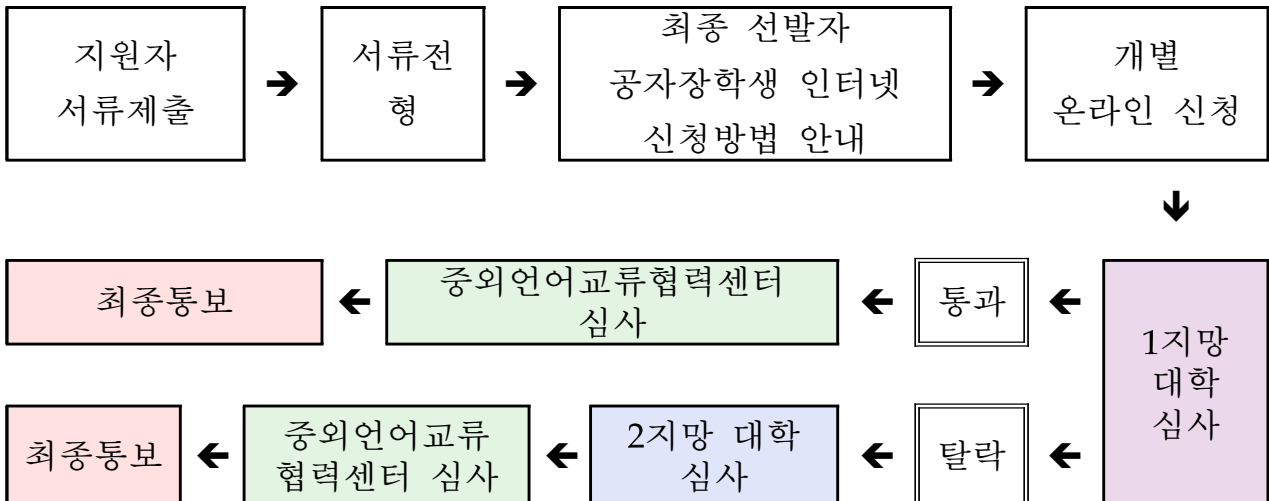 지원자
서류제출
서류전
형
최종 선발자
공자장학생 인터넷
신청방법 안내
개별
온라인 신청
최종통보
중외언어교류협력센터
심사
통과
1지망
대학
심사
최종통보
중외언어교류
협력센터 심사
2지망 대학
심사
탈락